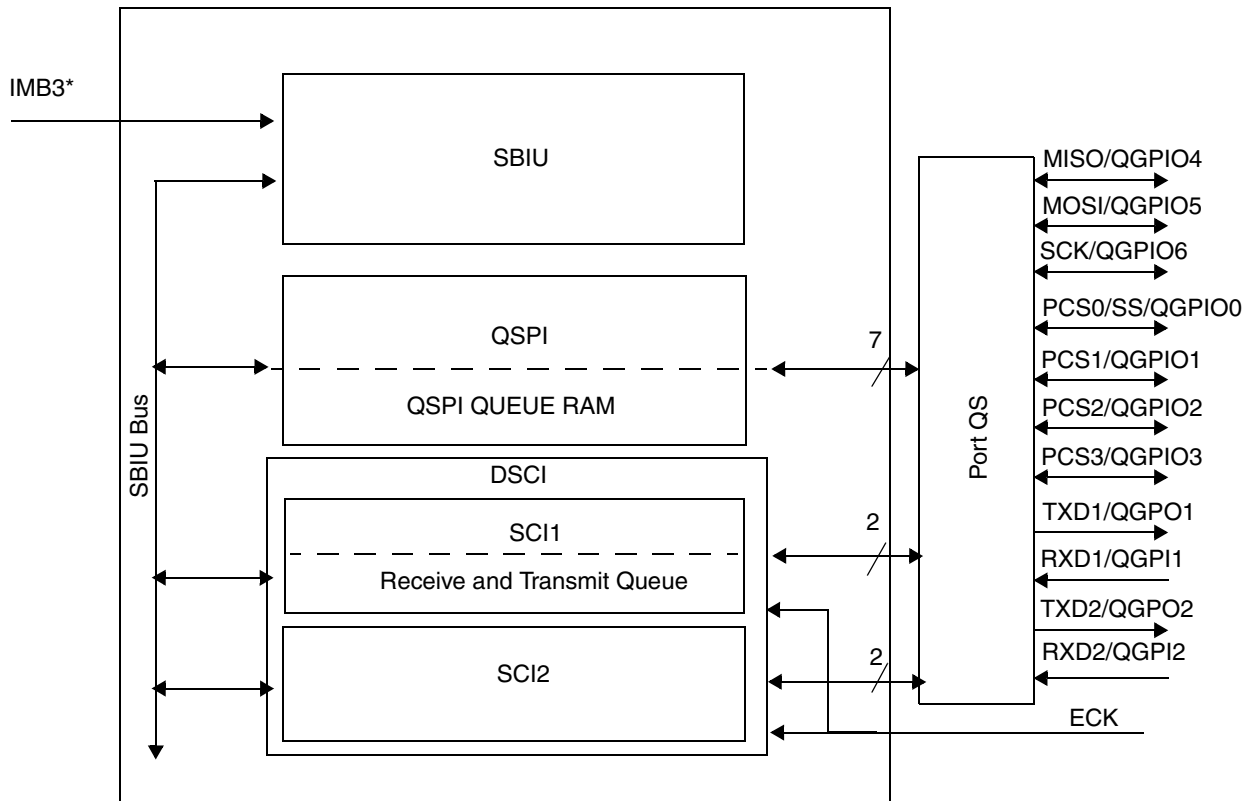 IMB3*
SBIU
MISO/QGPIO4
MOSI/QGPIO5
SCK/QGPIO6
PCS0/SS/QGPIO0
QSPI
7
PCS1/QGPIO1
QSPI QUEUE RAM
PCS2/QGPIO2
SBIU Bus
Port QS
PCS3/QGPIO3
DSCI
TXD1/QGPO1
SCI1
2
RXD1/QGPI1
Receive and Transmit Queue
TXD2/QGPO2
SCI2
2
RXD2/QGPI2
ECK